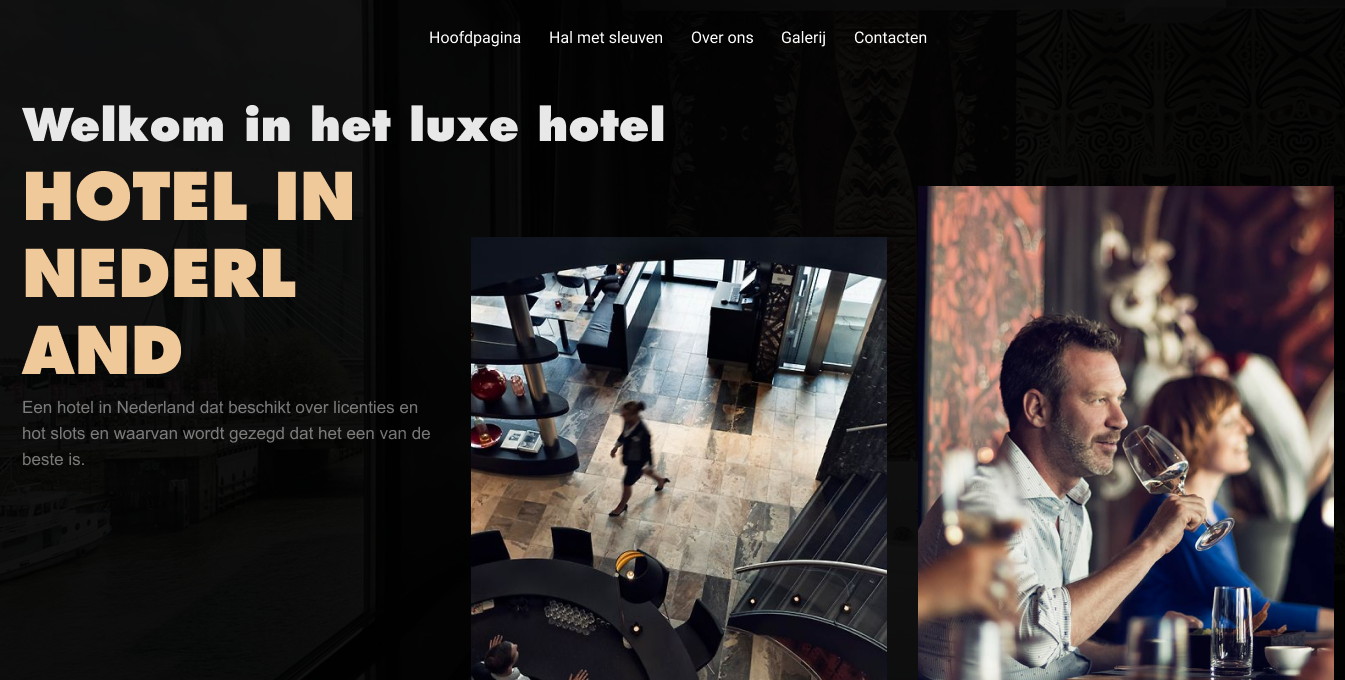 Hoofdpagina Hal met sleuven Over ons Galerij Contacten
Welkom in het luxe hotel
HOTEL IN
NEDERL
AND
Een hotel in Nederland dat beschikt over licenties en
hot slots en waarvan wordt gezegd dat het een van de
beste is.